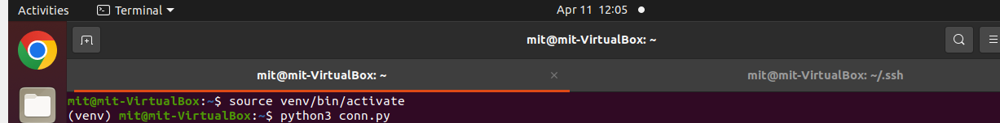 Activities Terminal Apr 11 12:05
mit@mit-VirtualBox: ~
mit@mit-VirtualBox: ~ × mit@mit-VirtualBox: ~/.ssh
mit@mit-VirtualBox:~$ source venv/bin/activate
(venv) mit@mit-VirtualBox:~$ python3 conn.py